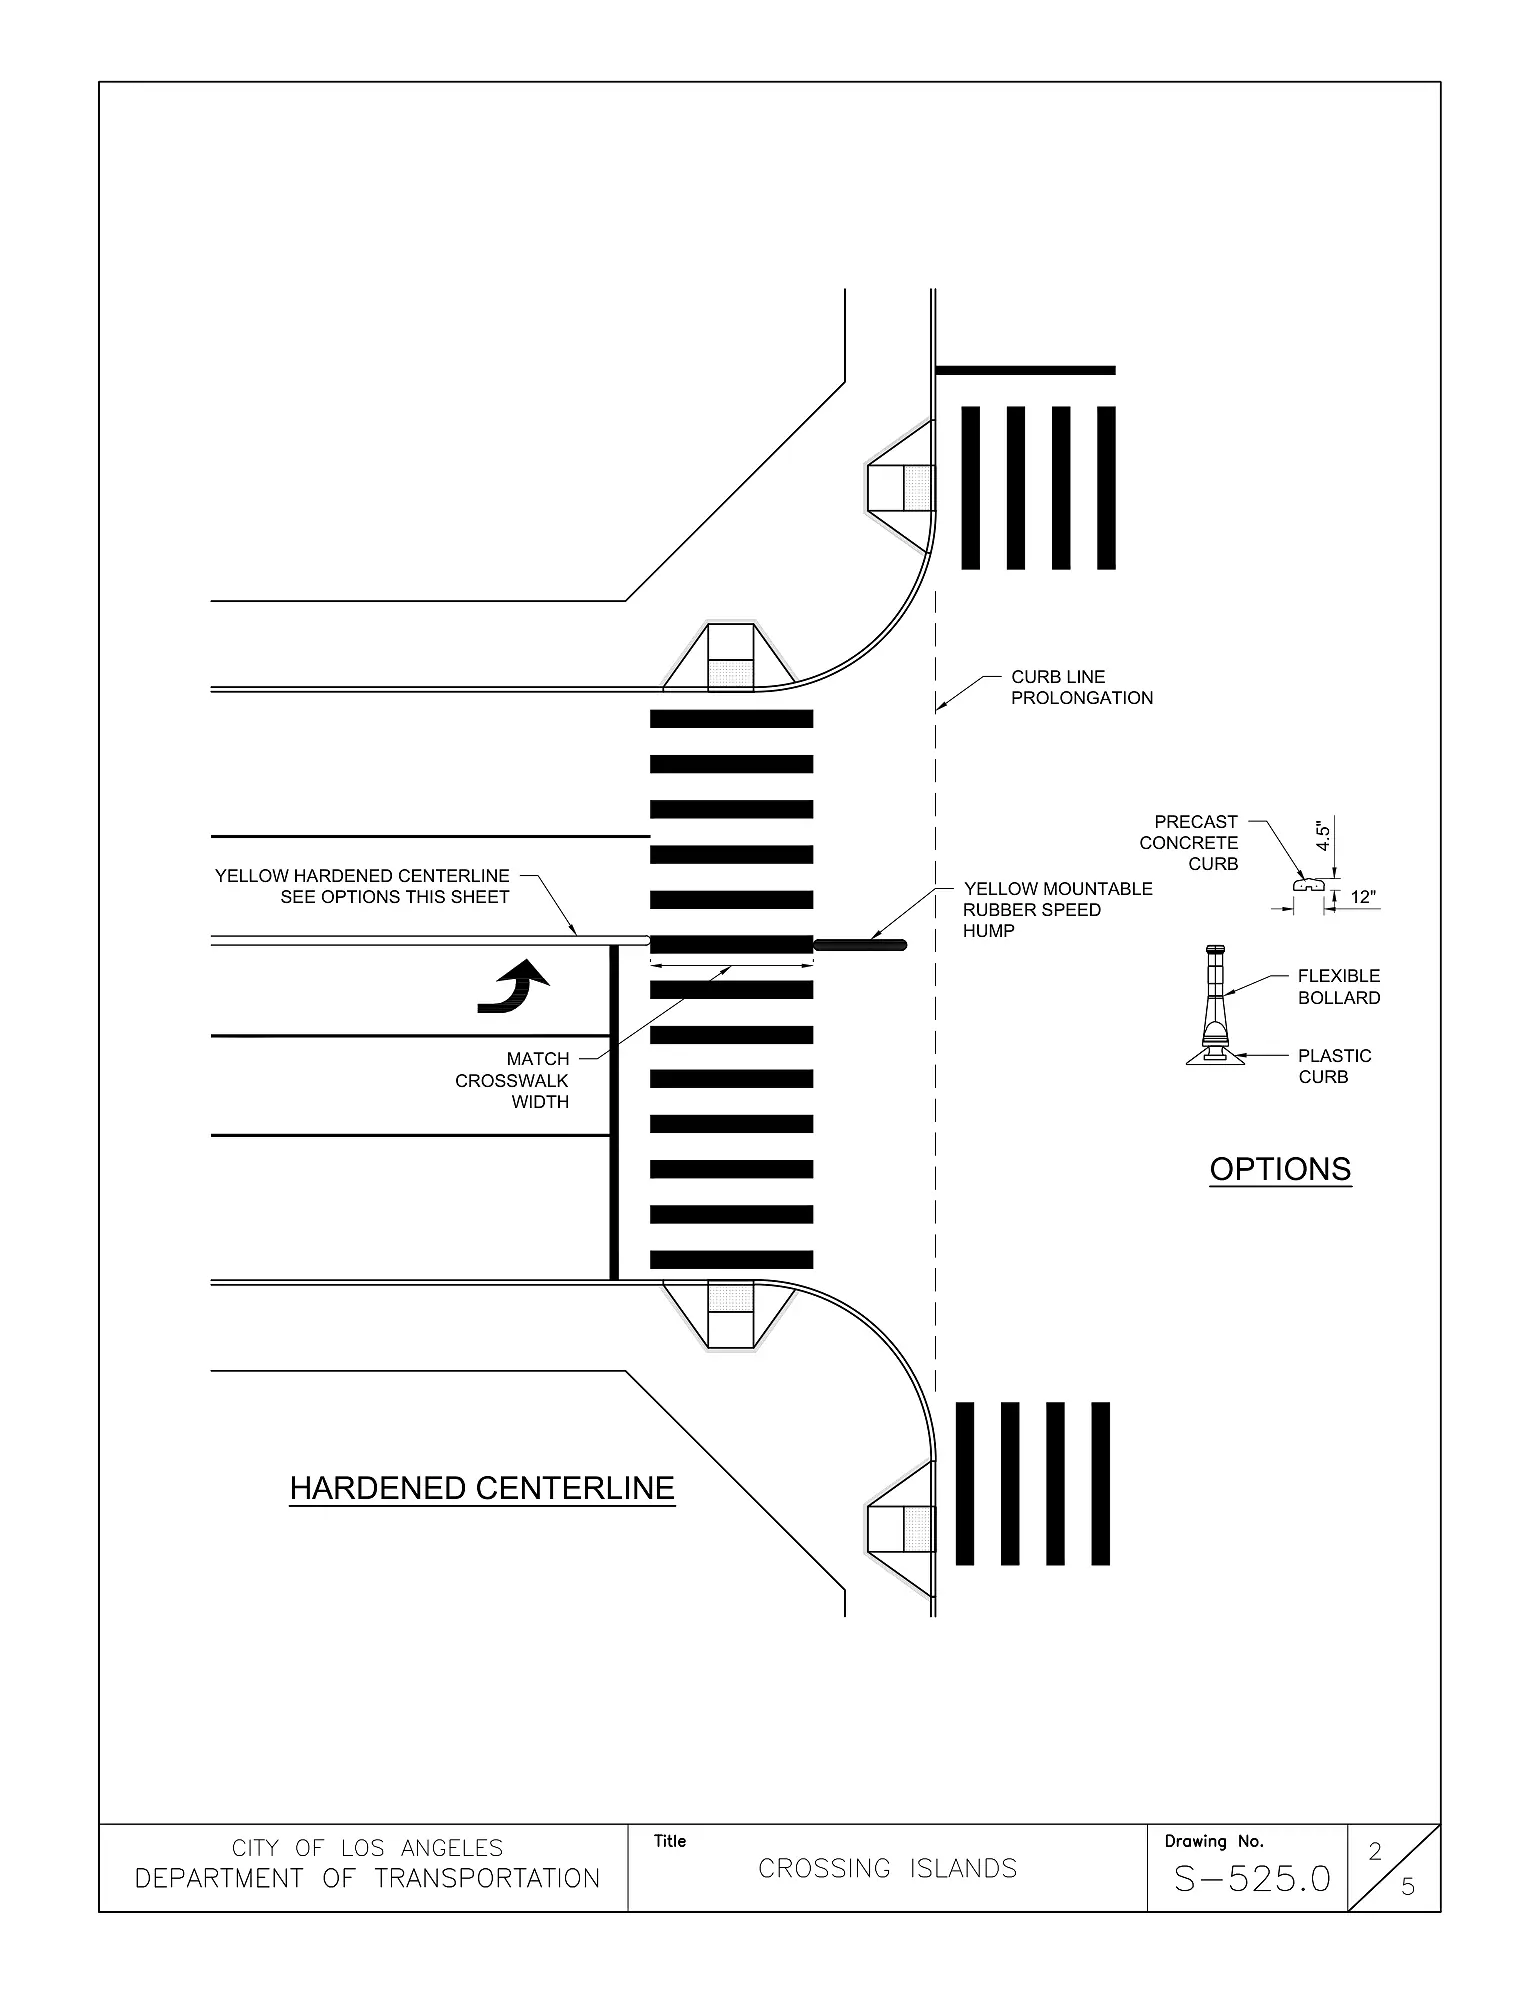 CURB LINE
PROLONGATION
PRECAST
CONCRETE
CURB
4.5"
12"
YELLOW HARDENED CENTERLINE
SEE OPTIONS THIS SHEET
YELLOW MOUNTABLE
RUBBER SPEED
HUMP
FLEXIBLE
BOLLARD
PLASTIC
CURB
MATCH
CROSSWALK
WIDTH
OPTIONS
HARDENED CENTERLINE
CITY OF LOS ANGELES
DEPARTMENT OF TRANSPORTATION
Title
CROSSING ISLANDS
Drawing No.
S-525.0
2
5